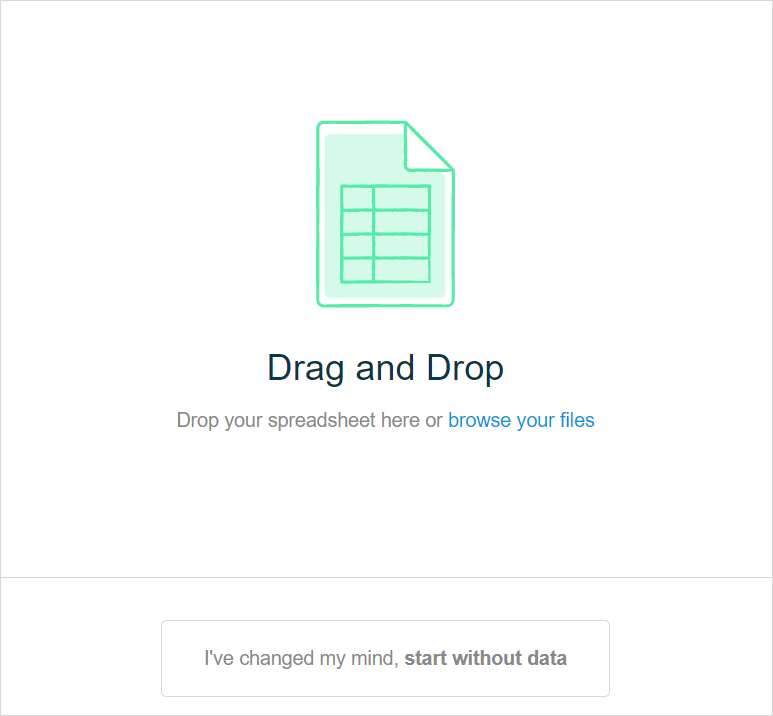 Drag and Drop
Drop your spreadsheet here or browse your files
I've changed my mind, start without data